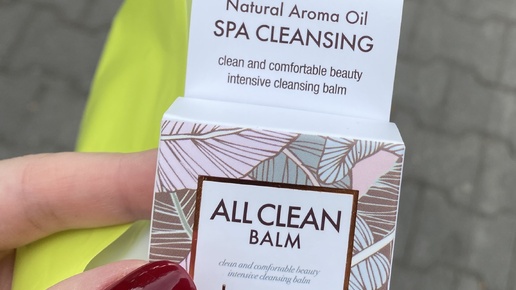 Natural Aroma Oil
SPA CLEANSING
clean and comfortable beauty
intensive cleansing balm
ALL CLEAN
BALM
clean and comfortable beauty
intensive cleansing balm